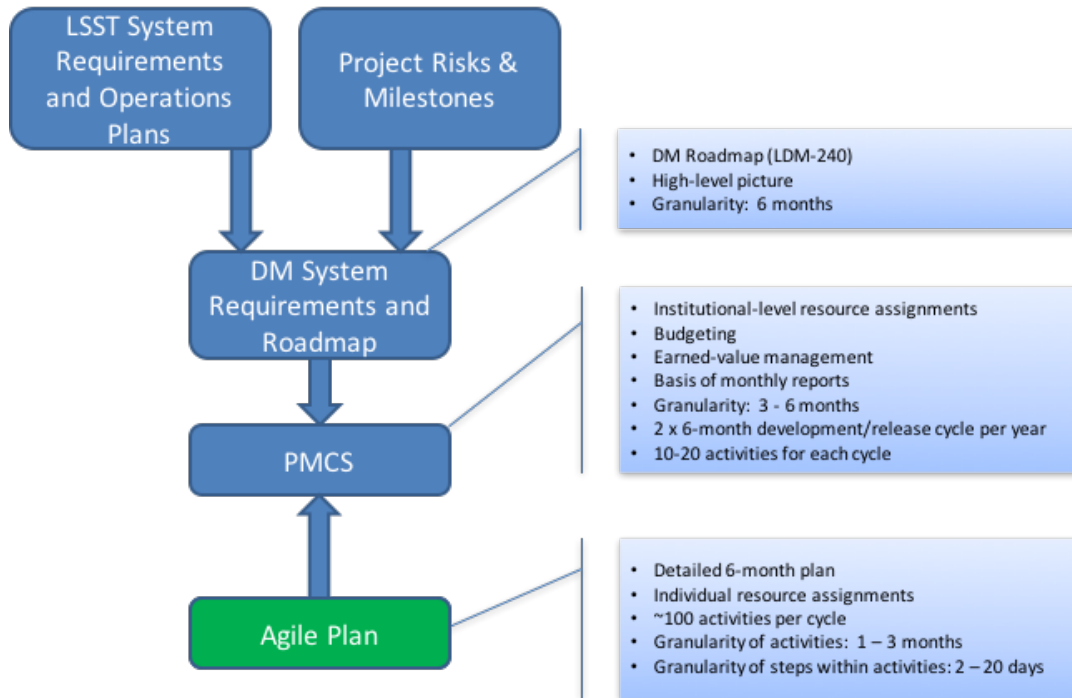 LSST System
Requirements
and Operations
Plans
Project Risks &
Milestones
• DM Roadmap (LDM-240)
• High-level picture
• Granularity: 6 months
DM System
Requirements and
Roadmap
• Institutional-level resource assignments
• Budgeting
• Earned-value management
• Basis of monthly reports
• Granularity: 3 - 6 months
• 2 x 6-month development/release cycle per year
• 10-20 activities for each cycle
PMCS
• Detailed 6-month plan
• Individual resource assignments
• ~100 activities per cycle
• Granularity of activities: 1 – 3 months
• Granularity of steps within activities: 2 – 20 days
Agile Plan